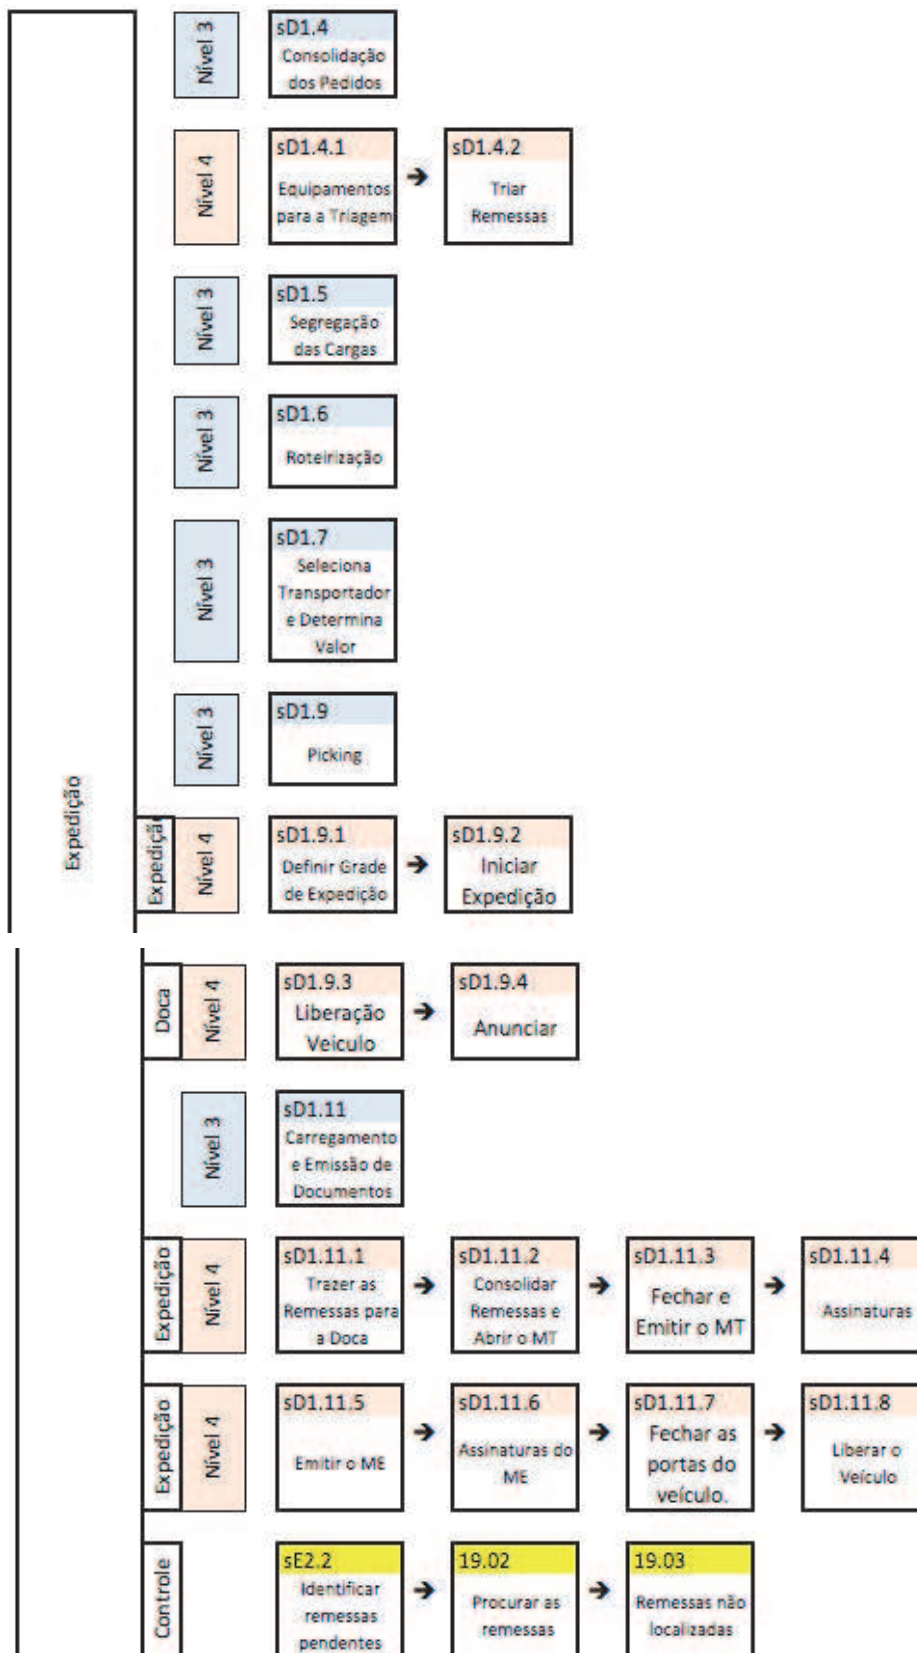 Expedição
Nível 3
sD1.4
Consolidação
dos Pedidos
Nível 4
sD1.4.1
Equipamentos
para a Triagem
➔
sD1.4.2
Triar
Remessas
Nível 3
sD1.5
Segregação
das Cargas
Nível 3
sD1.6
Roteirização
Nível 3
sD1.7
Seleciona
Transportador
e Determina
Valor
Nível 3
sD1.9
Picking
Expedição
Nível 4
sD1.9.1
Definir Grade
de Expedição
➔
sD1.9.2
Iniciar
Expedição
Doca
Nível 4
sD1.9.3
Liberação
Veiculo
➔
sD1.9.4
Anunciar
Nível 3
sD1.11
Carregamento
e Emissão de
Documentos
Expedição
Nível 4
sD1.11.1
Trazer as
Remessas para
a Doca
➔
sD1.11.2
Consolidar
Remessas e
Abrir o MT
➔
sD1.11.3
Fechar e
Emitir o MT
➔
sD1.11.4
Assinaturas
Expedição
Nível 4
sD1.11.5
Emitir o ME
➔
sD1.11.6
Assinaturas do
ME
➔
sD1.11.7
Fechar as
portas do
veículo.
➔
sD1.11.8
Liberar o
Veículo
Controle
sE2.2
Identificar
remessas
pendentes
➔
19.02
Procurar as
remessas
➔
19.03
Remessas não
localizadas